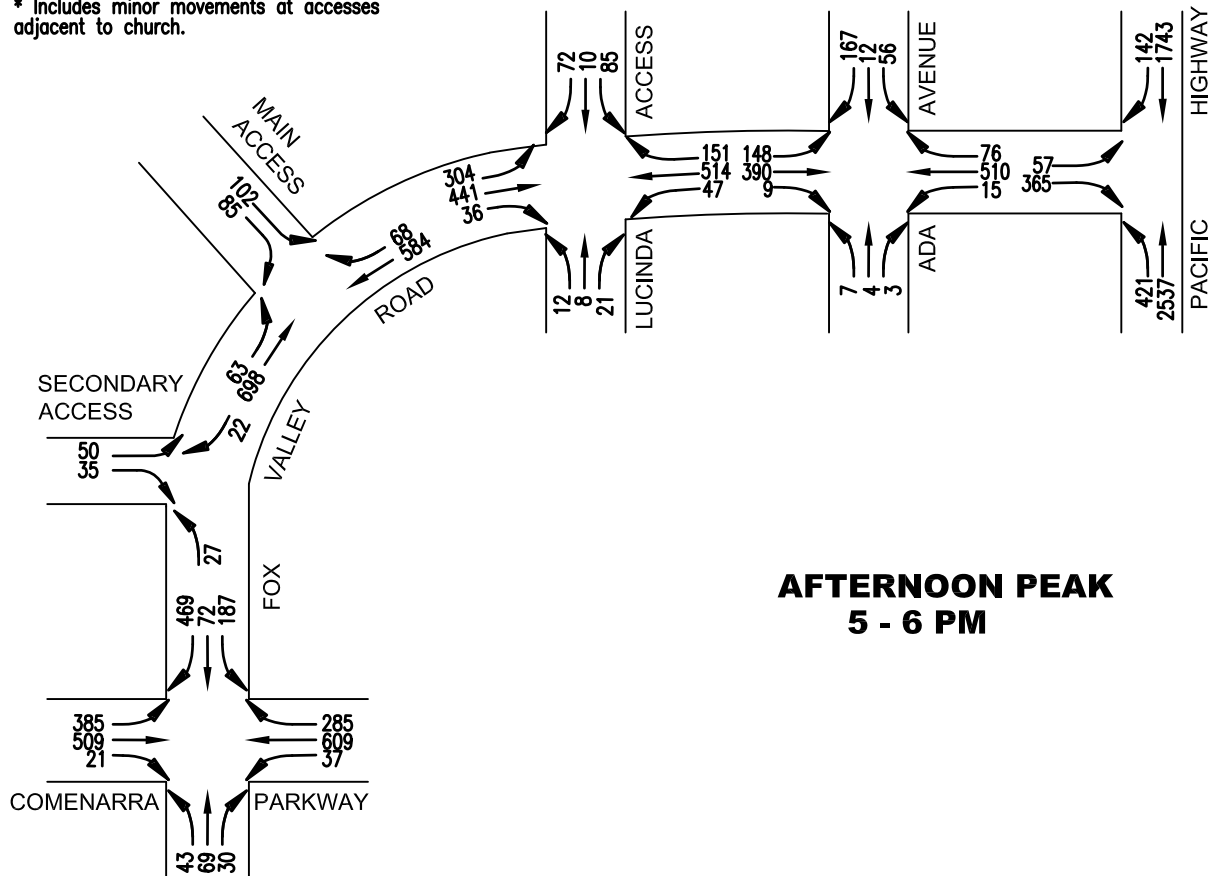 * Includes minor movements at accesses
adjacent to church.
72
10
85
ACCESS
167
12
56
AVENUE
142
1743
HIGHWAY
MAIN
ACCESS
102
85
304
441
36
151
514
47
148
390
9
76
510
15
57
365
68
584
ROAD
12
8
21
LUCINDA
7
4
3
ADA
421
2537
PACIFIC
63
698
22
SECONDARY
ACCESS
50
35
VALLEY
27
FOX
469
72
187
AFTERNOON PEAK
5 - 6 PM
385
509
21
285
609
37
COMENARRA
PARKWAY
43
69
30